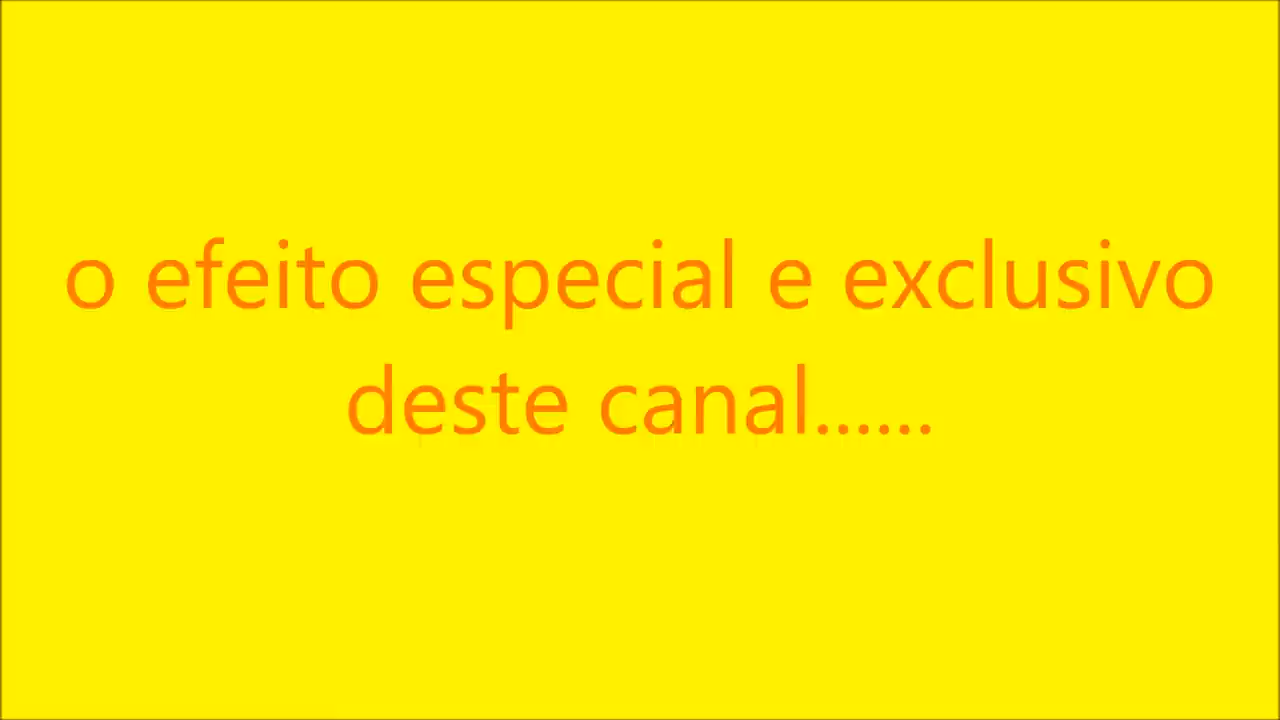 o efeito especial e exclusivo
deste canal......